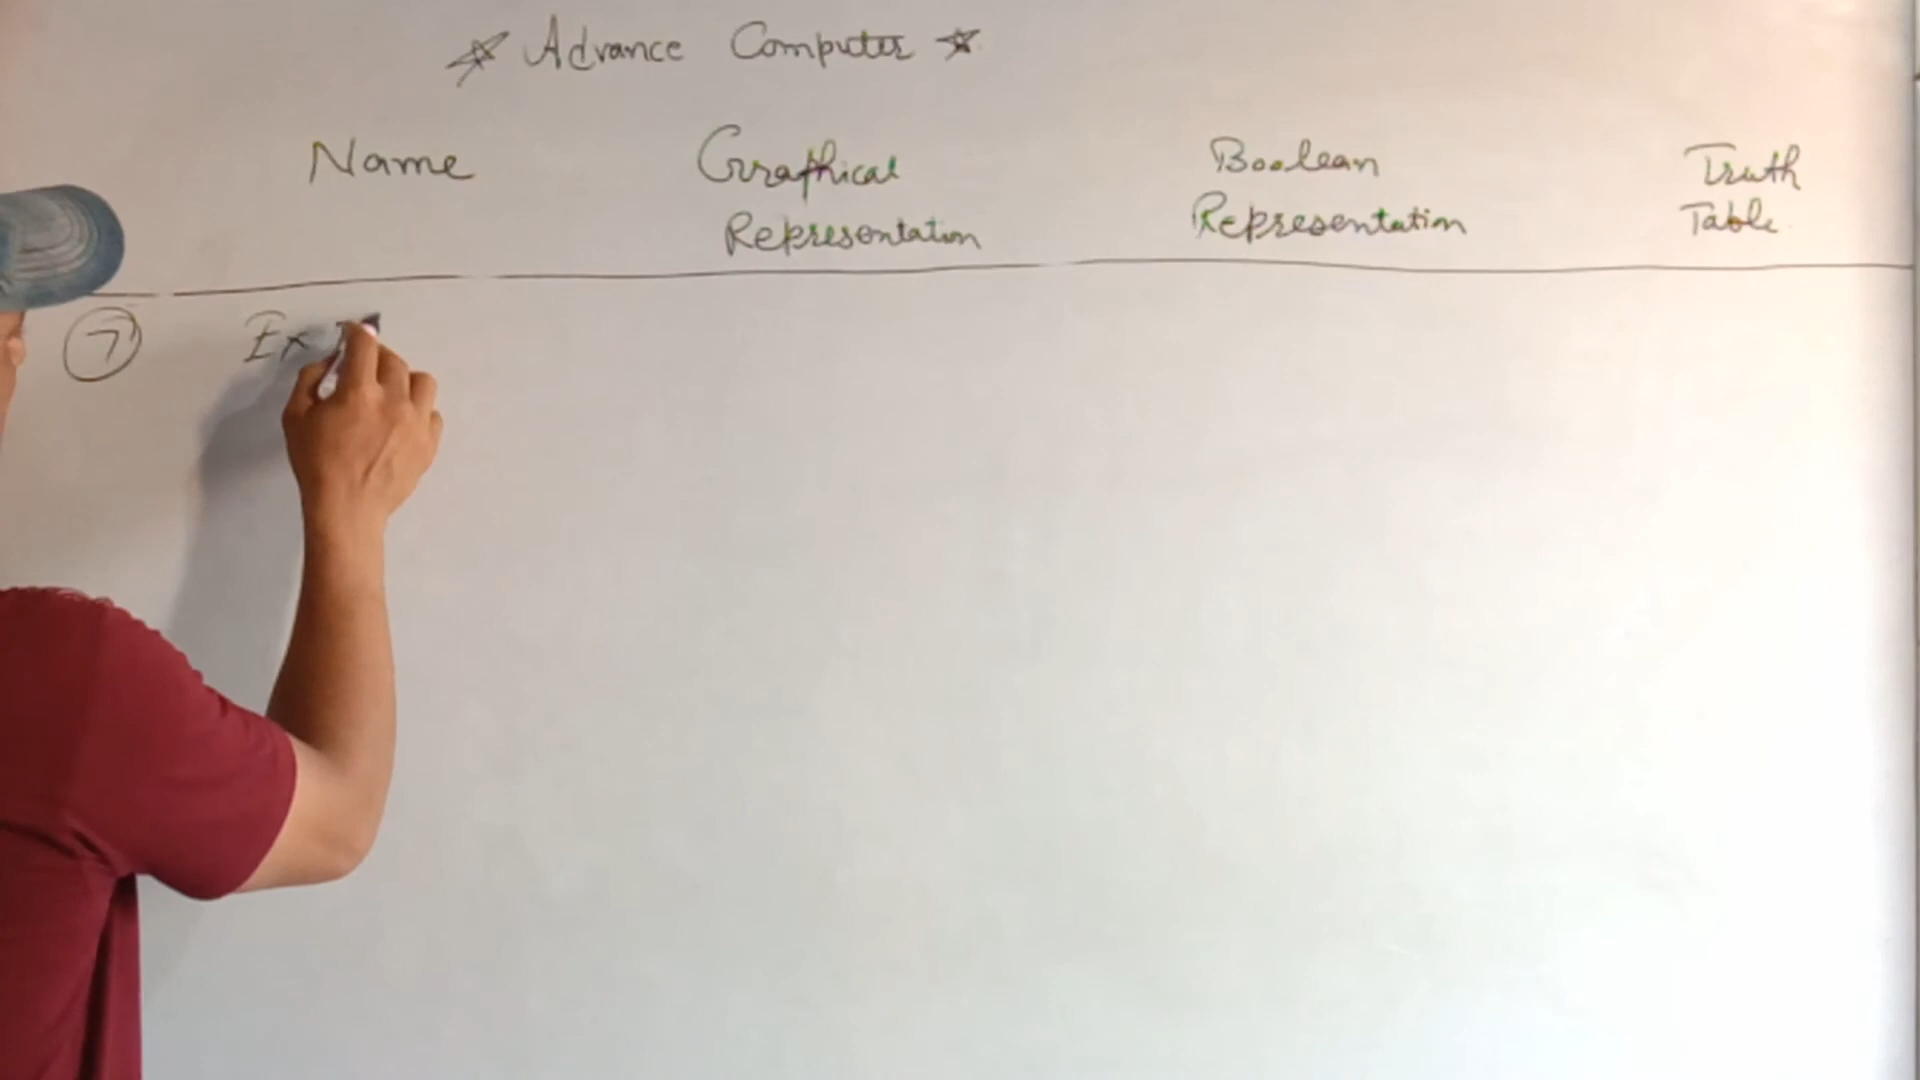 Advance Computer
Name Graphical Representation Boolean Representation Truth Table
7 Ex